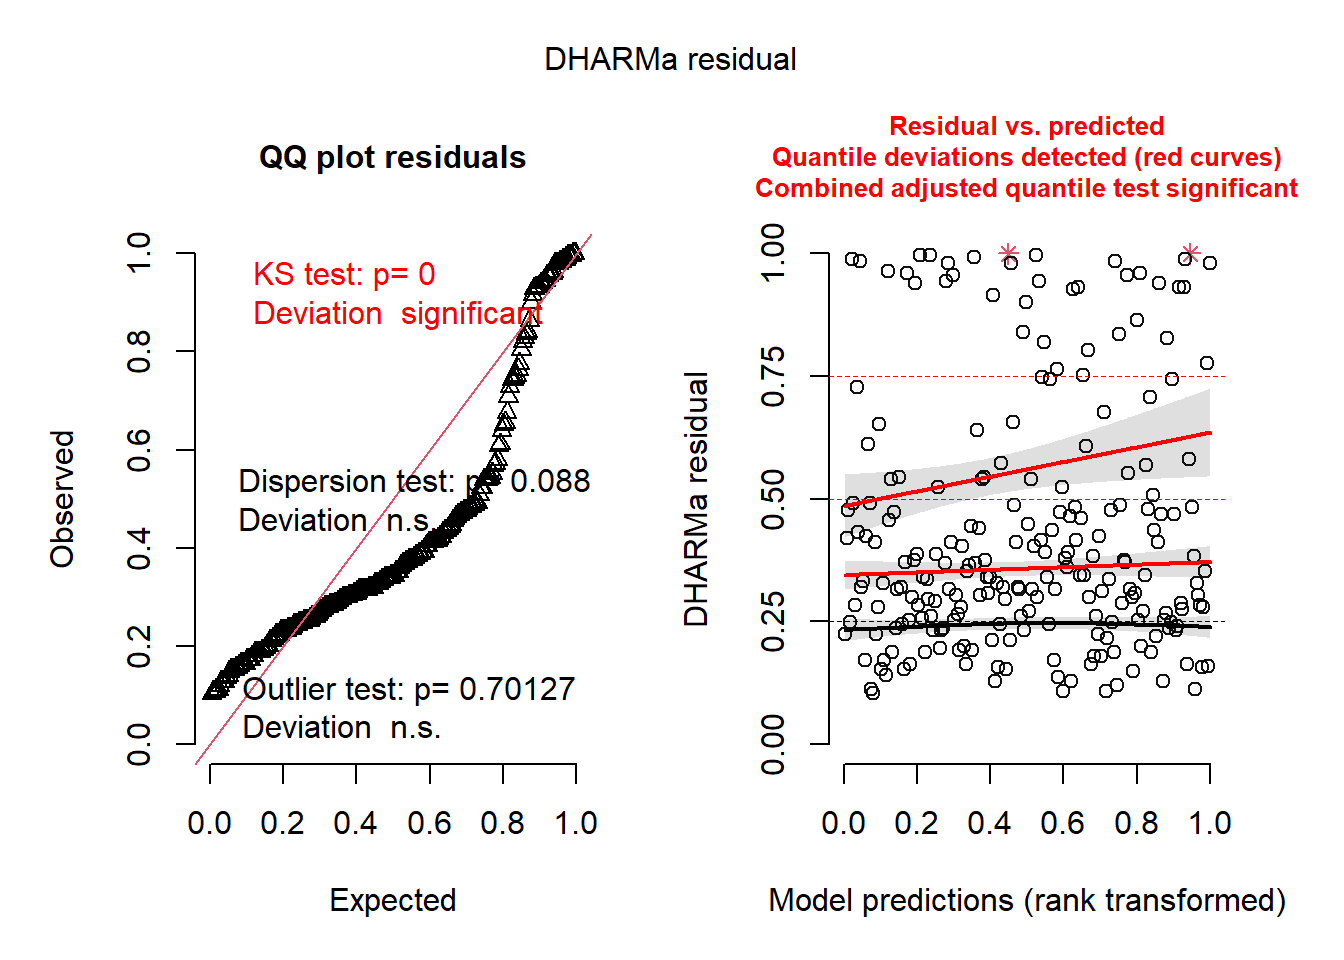 DHARMa residual
QQ plot residuals
KS test: p= 0
Deviation  significant
Dispersion test: p= 0.088
Deviation  n.s.
Outlier test: p= 0.70127
Deviation  n.s.
Observed
0.0 0.2 0.4 0.6 0.8 1.0
0.0 0.2 0.4 0.6 0.8 1.0
Expected
Residual vs. predicted
Quantile deviations detected (red curves)
Combined adjusted quantile test significant
DHARMa residual
0.00 0.25 0.50 0.75 1.00
0.0 0.2 0.4 0.6 0.8 1.0
Model predictions (rank transformed)